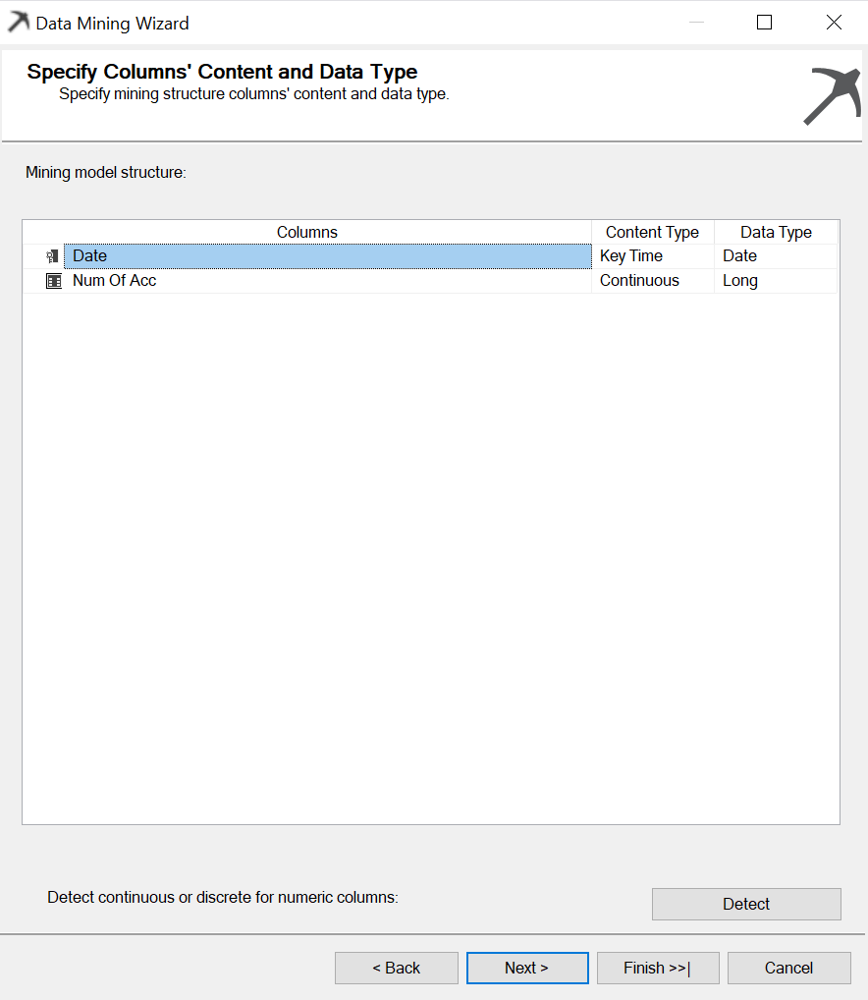 Data Mining Wizard
Specify Columns' Content and Data Type
Specify mining structure columns' content and data type.
Mining model structure:
Columns Content Type Data Type
Date Key Time Date
Num Of Acc Continuous Long
Detect continuous or discrete for numeric columns:
Detect
< Back Next > Finish >>| Cancel